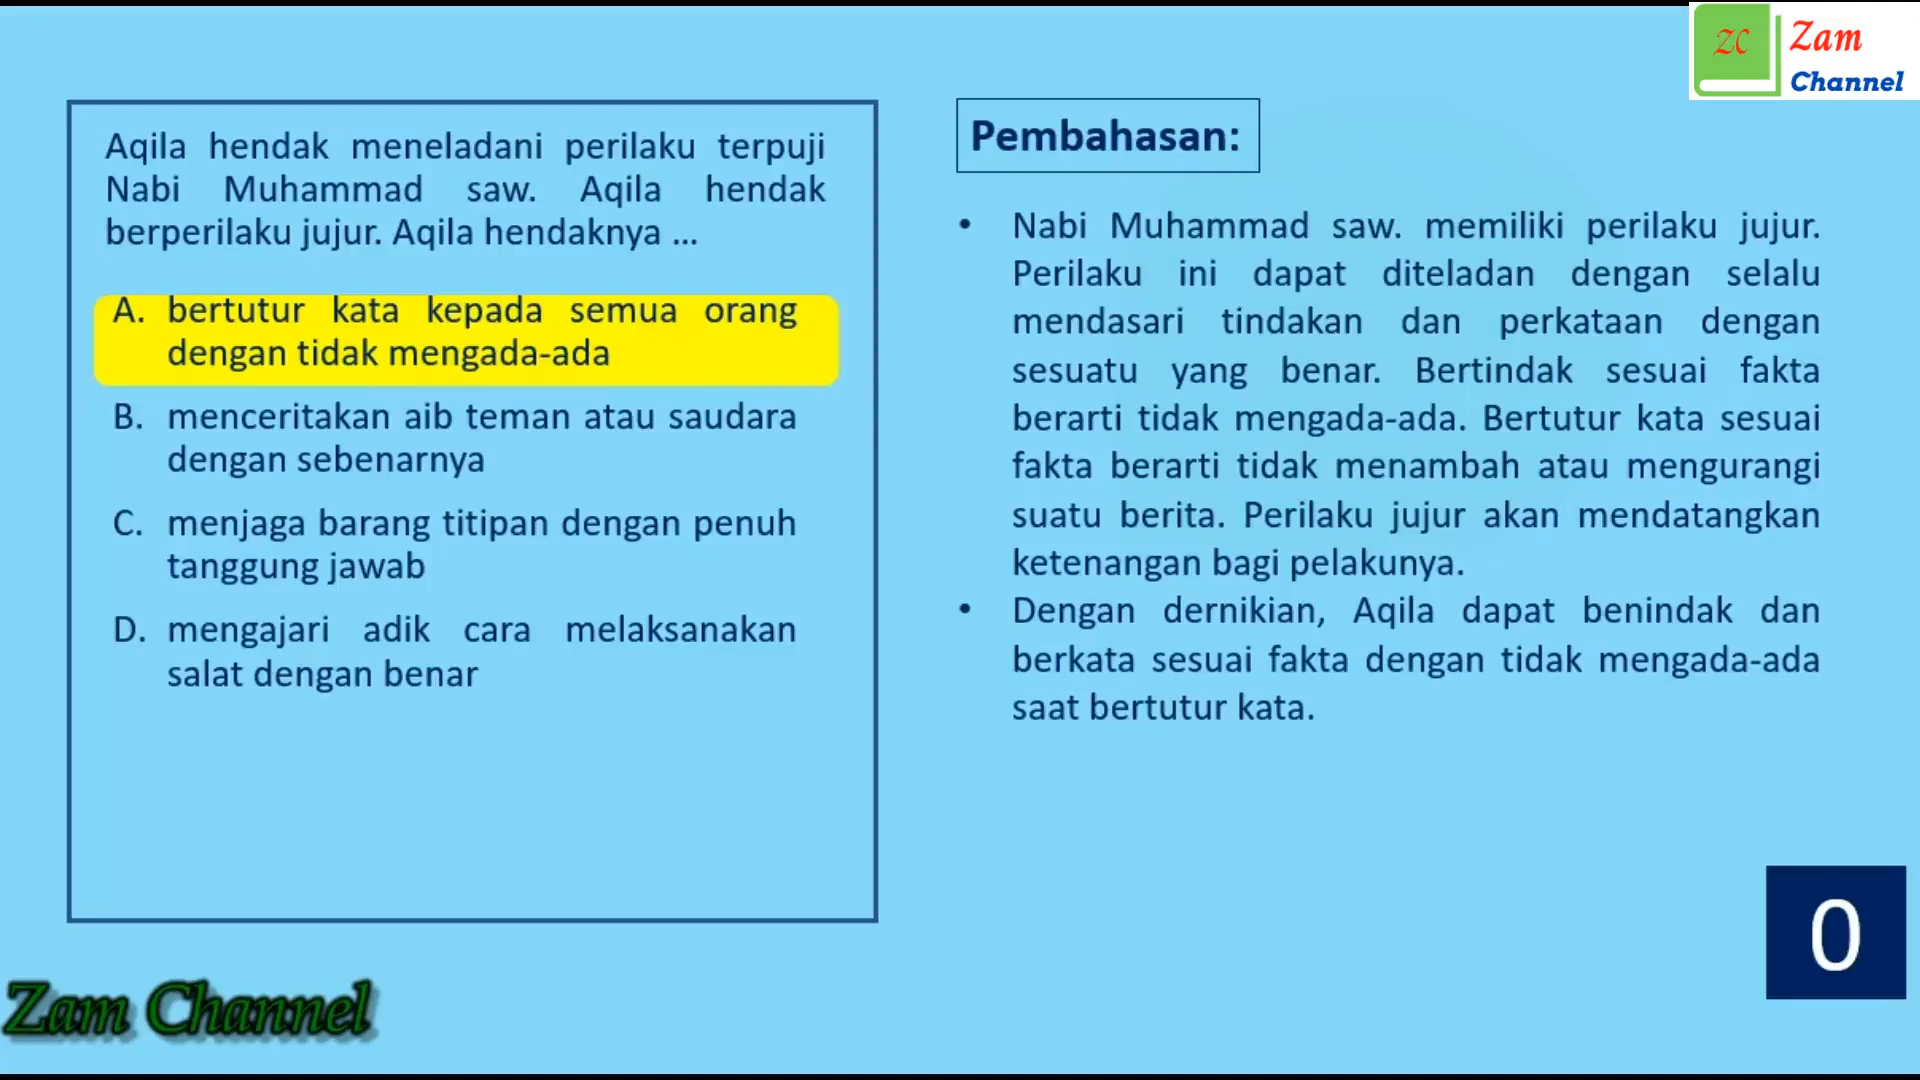 ZC
Zam
Channel
Aqila hendak meneladani perilaku terpuji
Nabi Muhammad saw. Aqila hendak
berperilaku jujur. Aqila hendaknya ...
A. bertutur kata kepada semua orang
dengan tidak mengada-ada
B. menceritakan aib teman atau saudara
dengan sebenarnya
C. menjaga barang titipan dengan penuh
tanggung jawab
D. mengajari adik cara melaksanakan
salat dengan benar
Pembahasan:
• Nabi Muhammad saw. memiliki perilaku jujur.
Perilaku ini dapat diteladan dengan selalu
mendasari tindakan dan perkataan dengan
sesuatu yang benar. Bertindak sesuai fakta
berarti tidak mengada-ada. Bertutur kata sesuai
fakta berarti tidak menambah atau mengurangi
suatu berita. Perilaku jujur akan mendatangkan
ketenangan bagi pelakunya.
• Dengan dernikian, Aqila dapat benindak dan
berkata sesuai fakta dengan tidak mengada-ada
saat bertutur kata.
0
Zam Channel